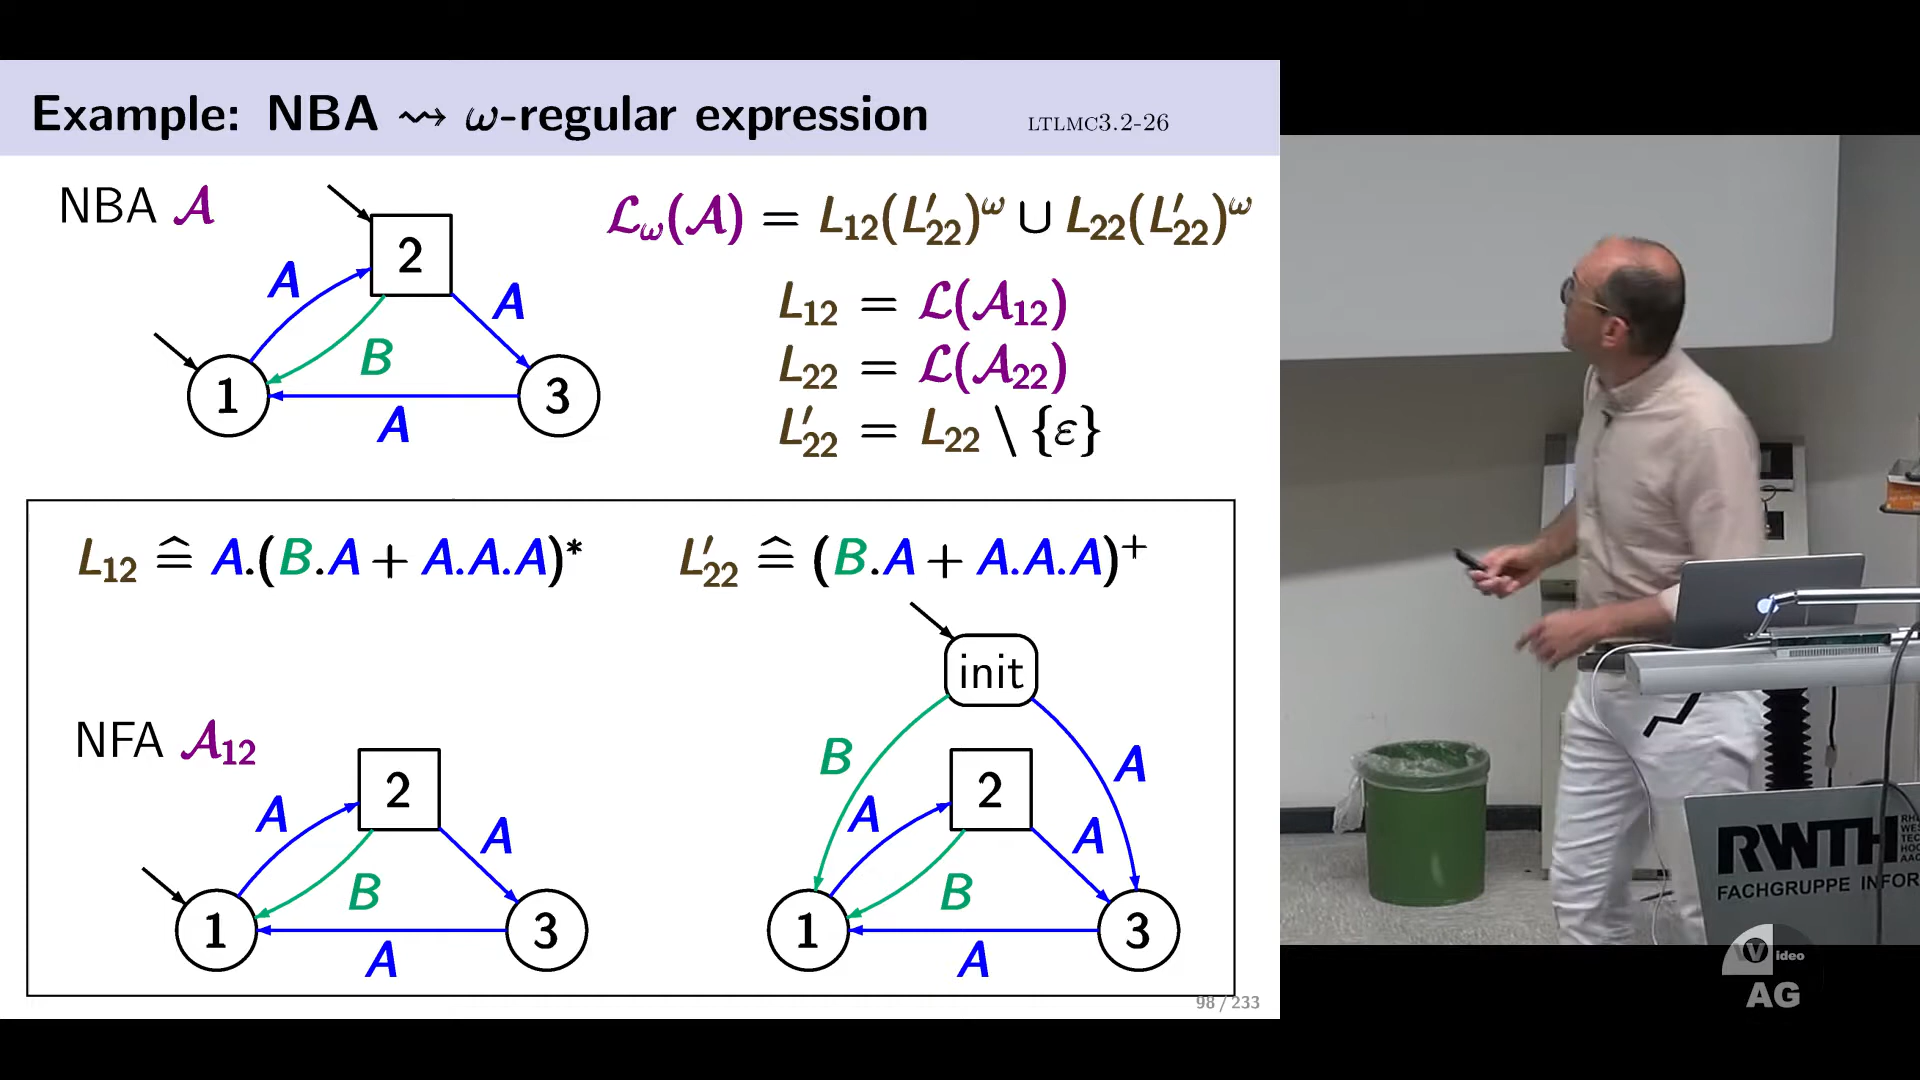 Example: NBA ⇝ ω-regular expression LTLMC3.2-26
NBA 𝒜
2
A
A
B
1
3
A
ℒω(𝒜) = L12(L′22)^ω ∪ L22(L′22)^ω
L12 = ℒ(𝒜12)
L22 = ℒ(𝒜22)
L′22 = L22 \ {ε}
L12 ≙ A.(B.A + A.A.A)*
L′22 ≙ (B.A + A.A.A)+
NFA 𝒜12
2
A
A
B
1
3
A
init
B
A
2
A
A
B
1
3
A
98 / 233
RWTH
FACHGRUPPE INFOR
Video
AG